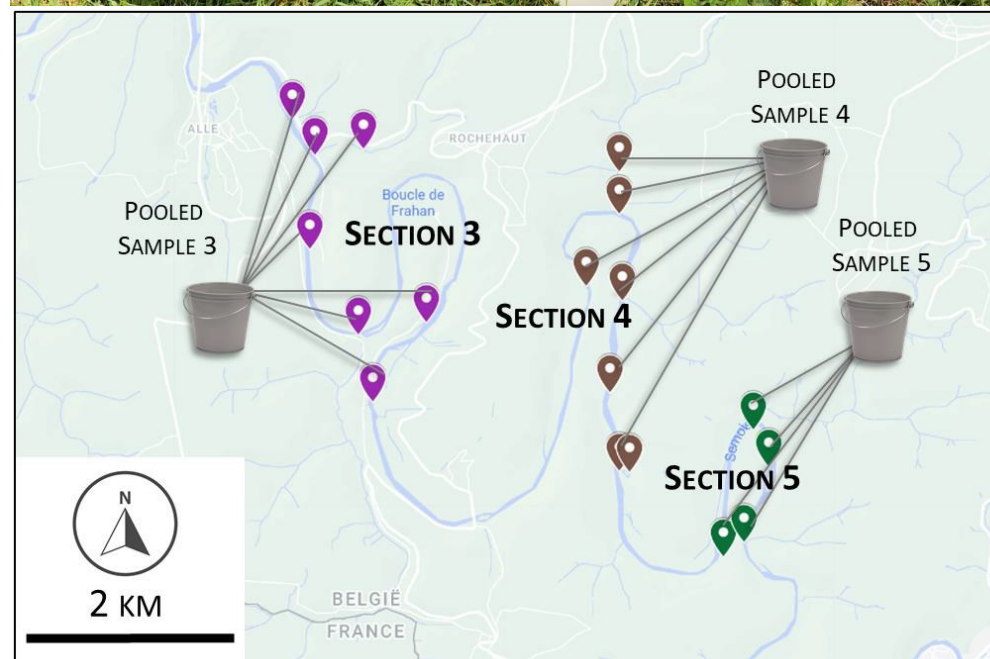 ALLE
ROCHEHAUT
Boucle de
Frahan
POOLED
SAMPLE 3
SECTION 3
POOLED
SAMPLE 4
POOLED
SAMPLE 5
SECTION 4
SECTION 5
N
2 KM
BELGIË
FRANCE